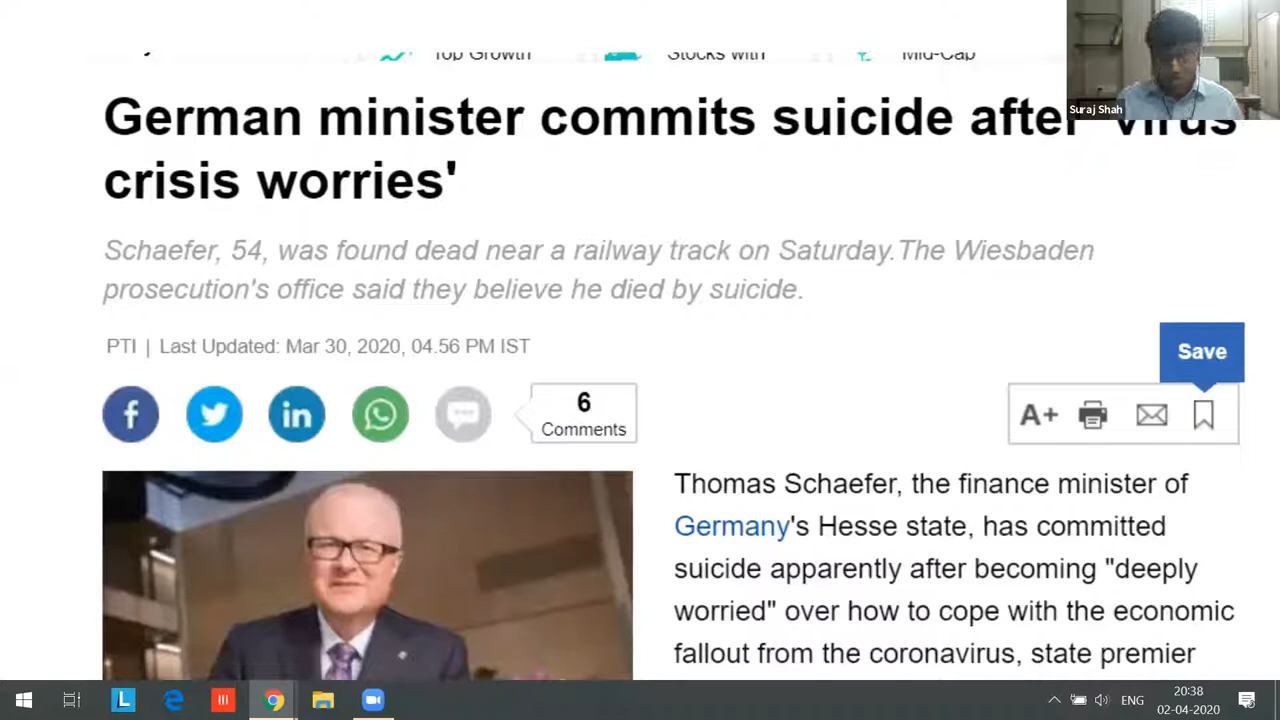 Top Growth Stocks with Mid-Cap
Suraj Shah
German minister commits suicide after 'virus
crisis worries'
Schaefer, 54, was found dead near a railway track on Saturday.The Wiesbaden
prosecution's office said they believe he died by suicide.
PTI | Last Updated: Mar 30, 2020, 04.56 PM IST
Save
6
Comments
A+
Thomas Schaefer, the finance minister of
Germany's Hesse state, has committed
suicide apparently after becoming "deeply
worried" over how to cope with the economic
fallout from the coronavirus, state premier
ENG
20:38
02-04-2020